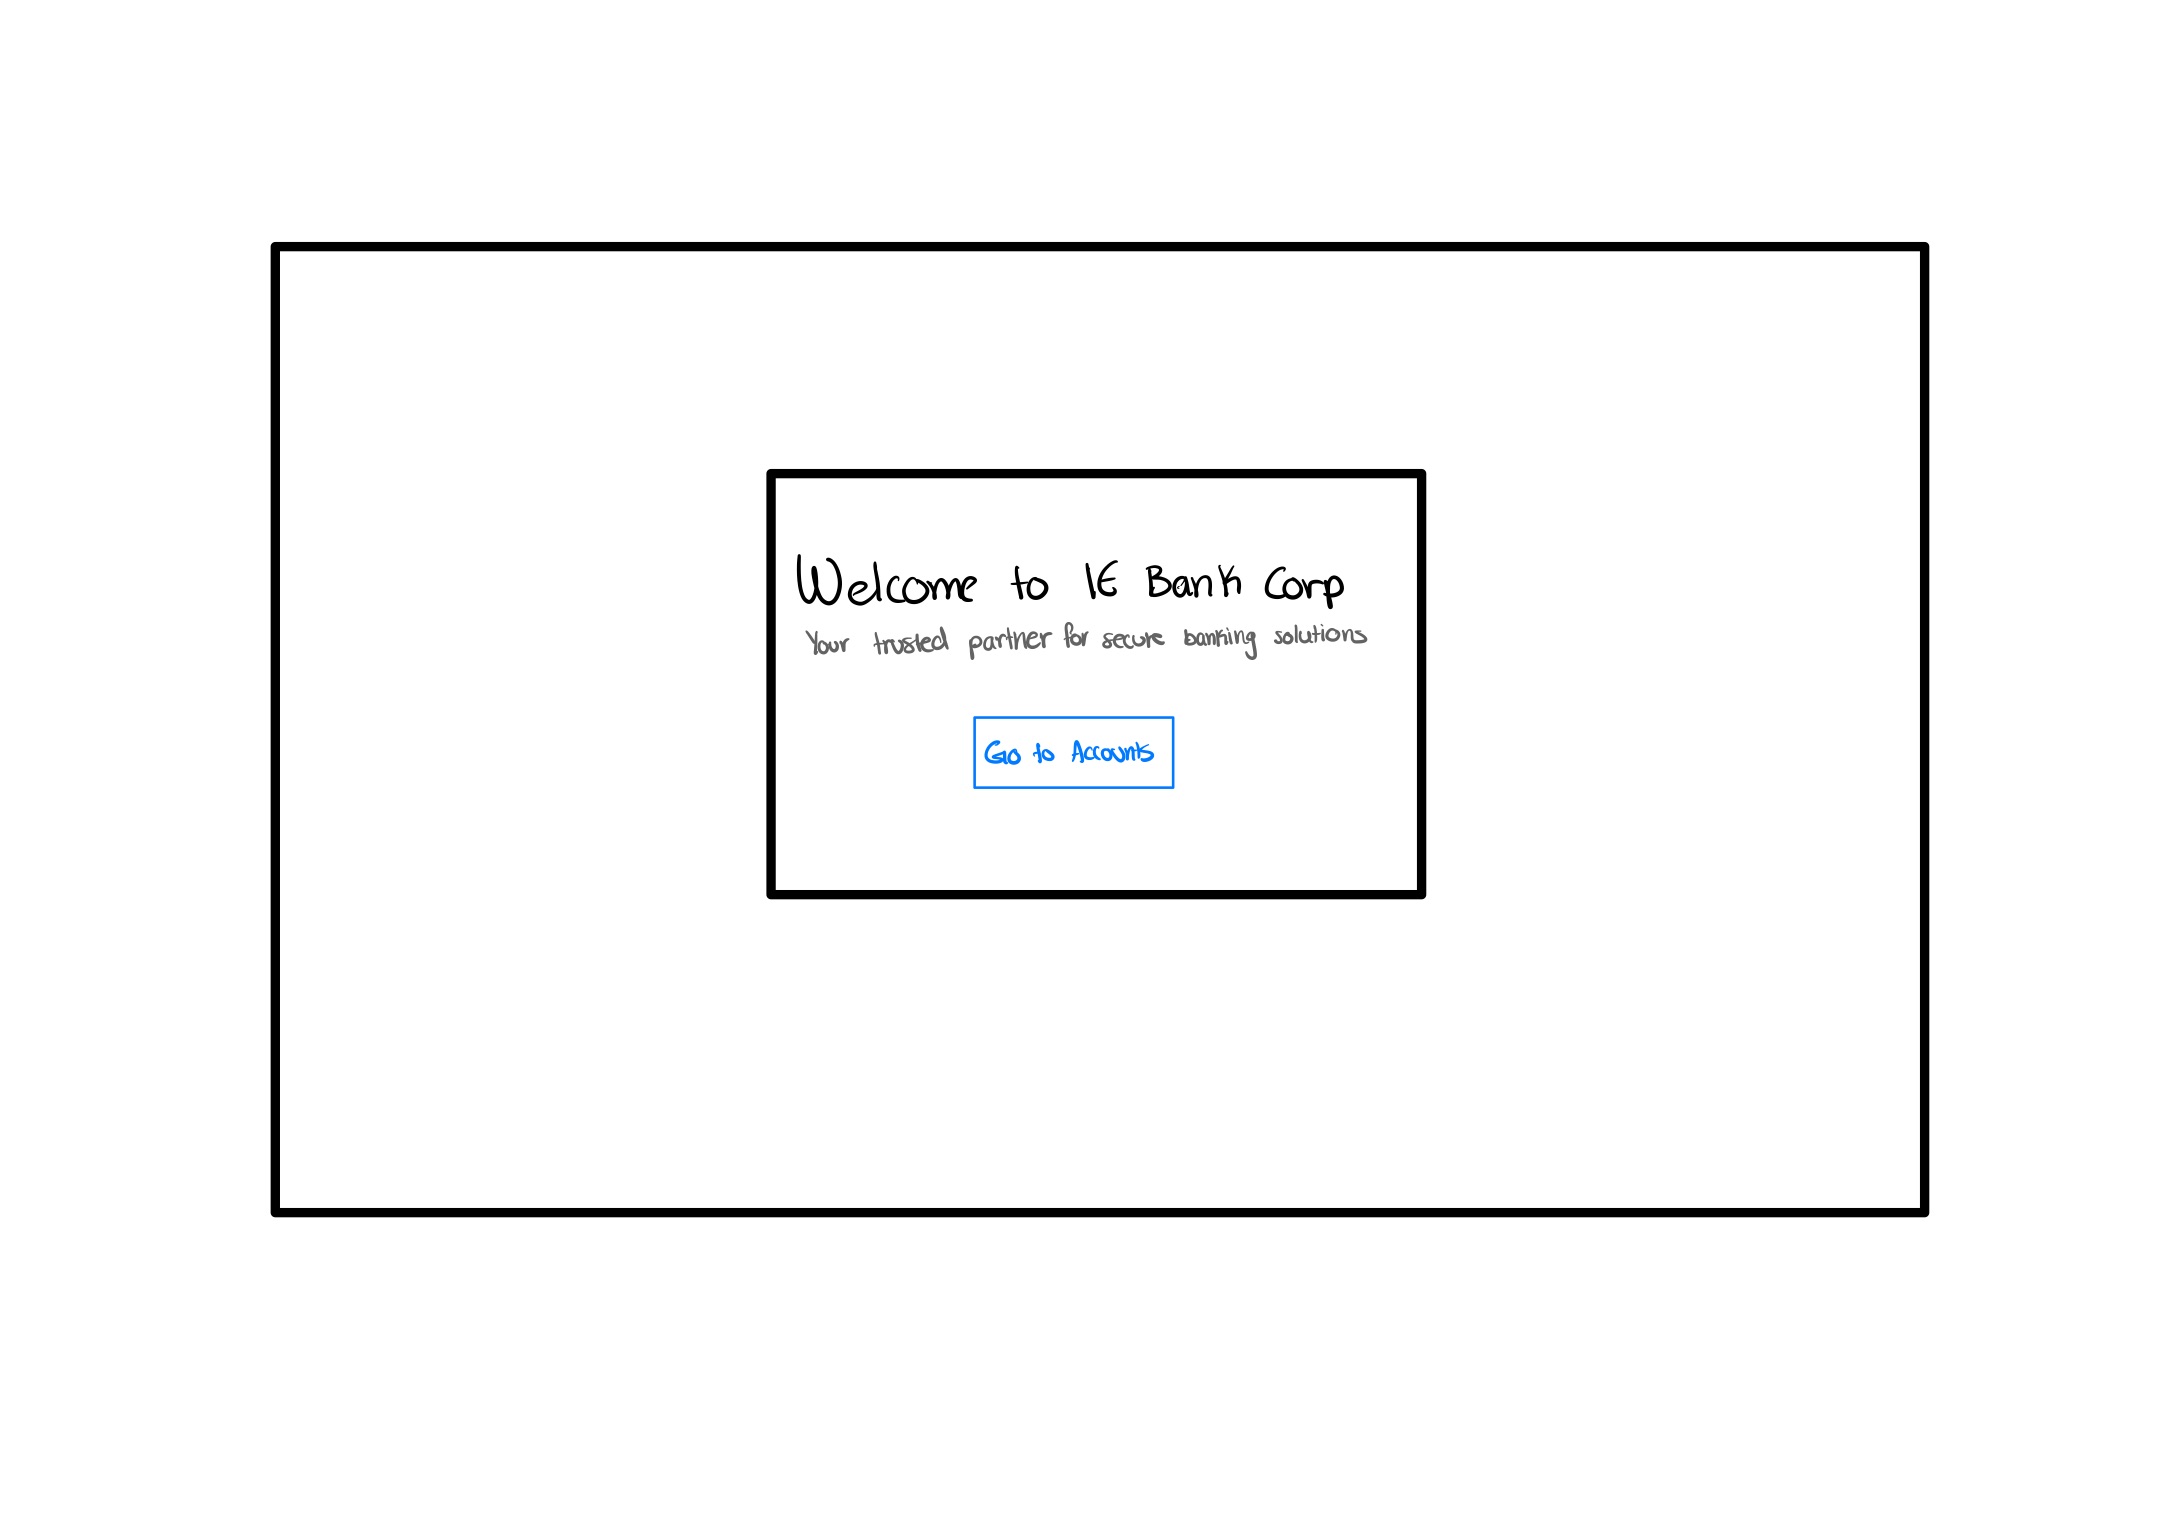 Welcome to IE Bank Corp
Your trusted partner for secure banking solutions
Go to Accounts